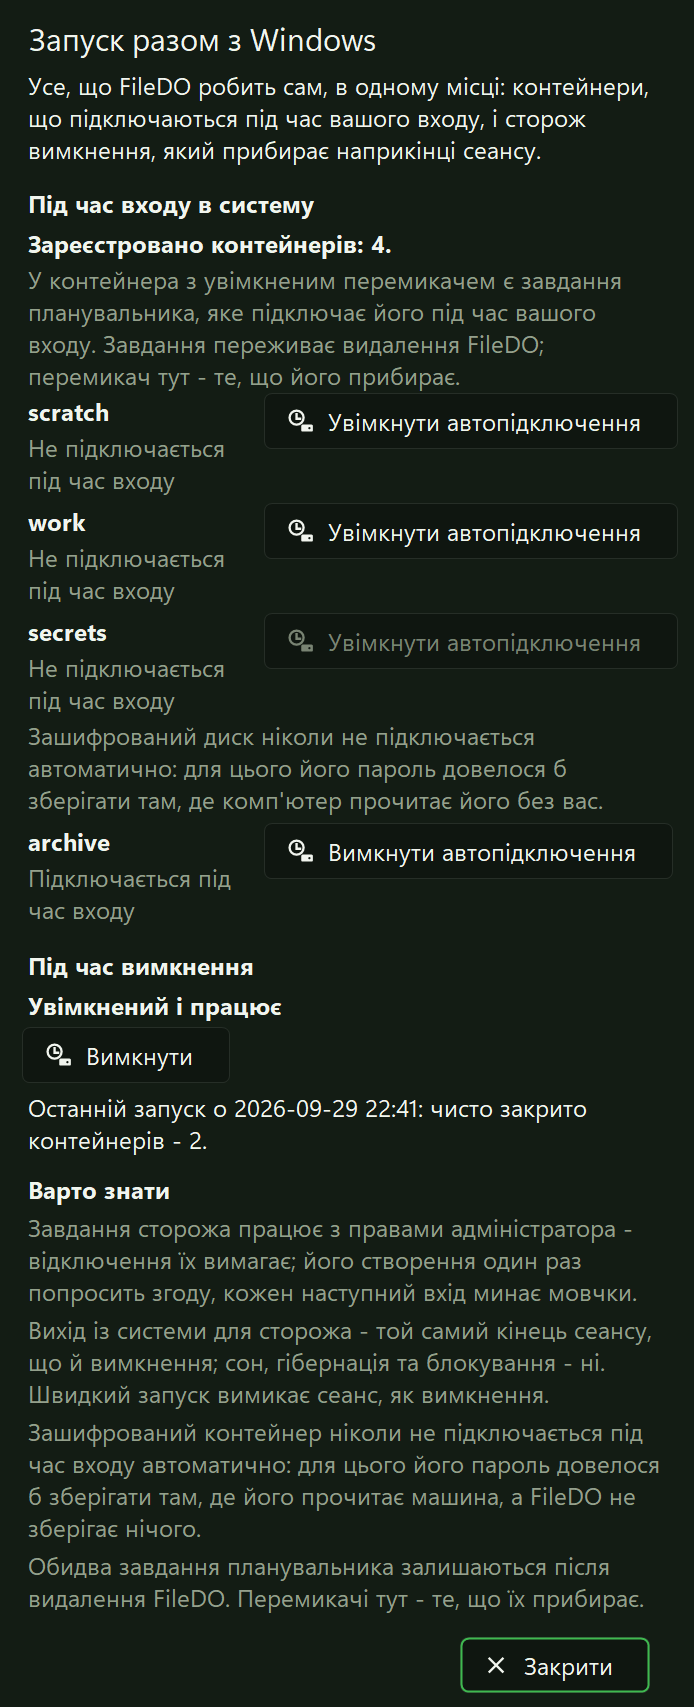 Запуск разом з Windows
Усе, що FileDO робить сам, в одному місці: контейнери,
що підключаються під час вашого входу, і сторож
вимкнення, який прибирає наприкінці сеансу.
Під час входу в систему
Зареєстровано контейнерів: 4.
У контейнера з увімкненим перемикачем є завдання
планувальника, яке підключає його під час вашого
входу. Завдання переживає видалення FileDO;
перемикач тут - те, що його прибирає.
scratch
Увімкнути автопідключення
Не підключається
під час входу
work
Увімкнути автопідключення
Не підключається
під час входу
secrets
Увімкнути автопідключення
Не підключається
під час входу
Зашифрований диск ніколи не підключається
автоматично: для цього його пароль довелося б
зберігати там, де комп'ютер прочитає його без вас.
archive
Вимкнути автопідключення
Підключається під
час входу
Під час вимкнення
Увімкнений і працює
Вимкнути
Останній запуск о 2026-09-29 22:41: чисто закрито
контейнерів - 2.
Варто знати
Завдання сторожа працює з правами адміністратора -
відключення їх вимагає; його створення один раз
попросить згоду, кожен наступний вхід минає мовчки.
Вихід із системи для сторожа - той самий кінець сеансу,
що й вимкнення; сон, гібернація та блокування - ні.
Швидкий запуск вимикає сеанс, як вимкнення.
Зашифрований контейнер ніколи не підключається під
час входу автоматично: для цього його пароль довелося
б зберігати там, де його прочитає машина, а FileDO не
зберігає нічого.
Обидва завдання планувальника залишаються після
видалення FileDO. Перемикачі тут - те, що їх прибирає.
Закрити